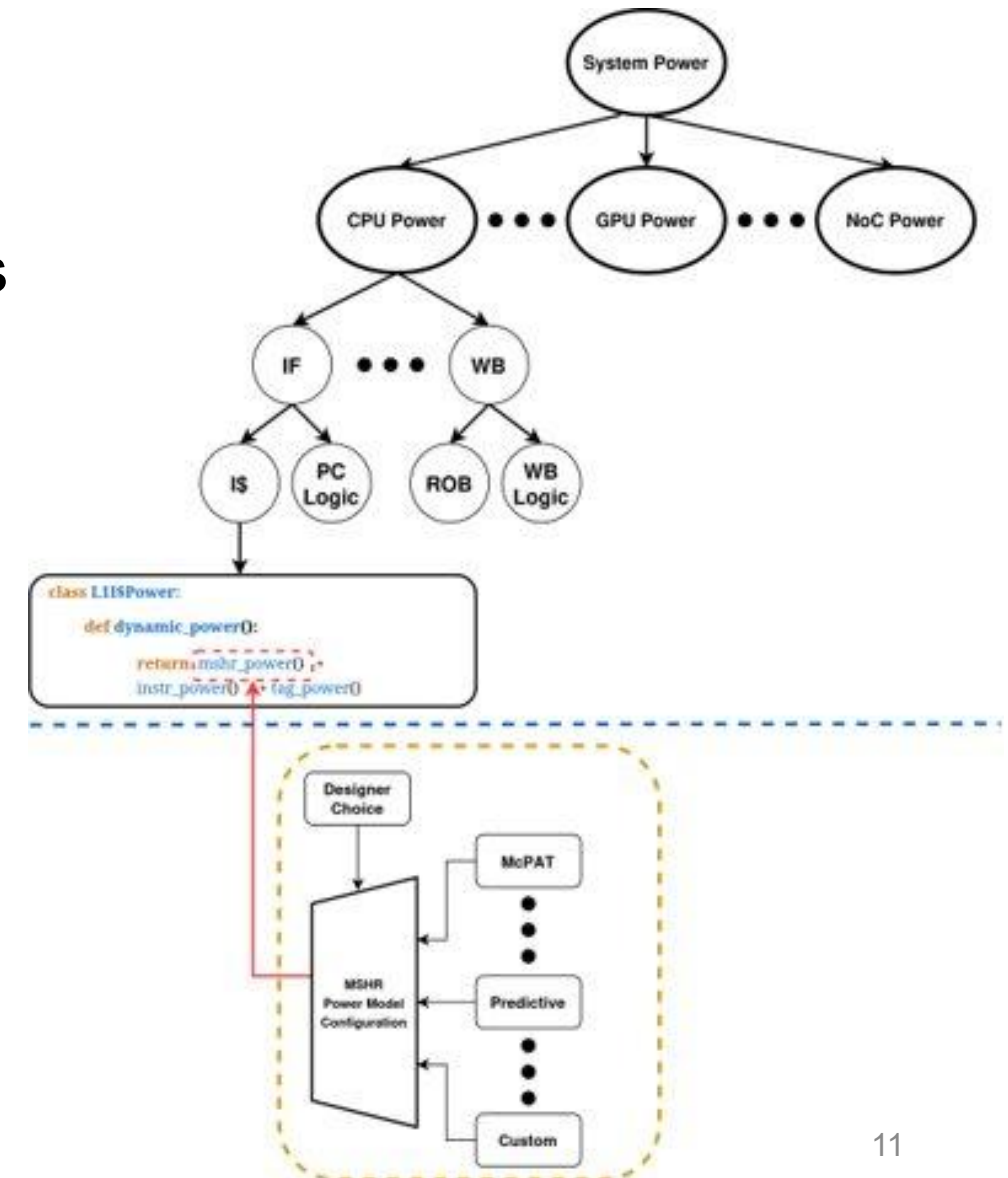 System Power
CPU Power
GPU Power
NoC Power
s
IF
WB
I$
PC
Logic
ROB
WB
Logic
class L1I$Power:
def dynamic_power():
return mshr_power() +
instr_power() + tag_power()
Designer
Choice
McPAT
MSHR
Power Model
Configuration
Predictive
Custom
11